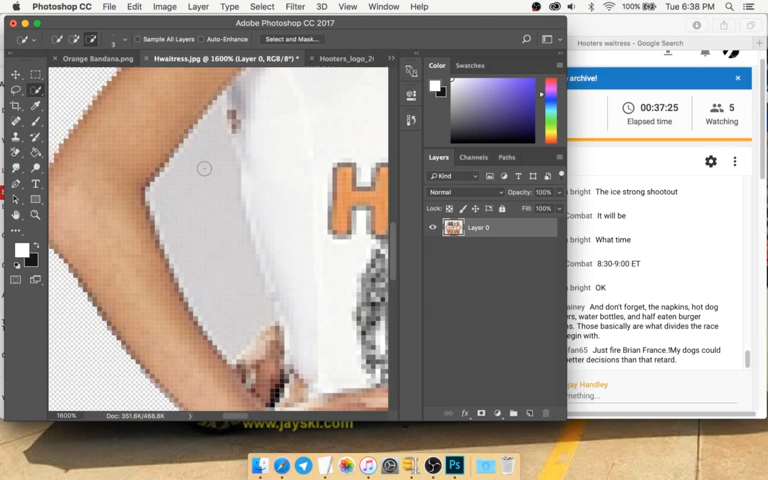 Photoshop CC File Edit Image Layer Type Select Filter 3D View Window Help 100% Tue 6:38 PM
Adobe Photoshop CC 2017
3 Sample All Layers Auto-Enhance Select and Mask...
Hooters waitress - Google Search
Orange Bandana.png Hwaitress.jpg @ 1600% (Layer 0, RGB/8*) * Hooters_logo_2
Color Swatches
archive!
00:37:25 5
Elapsed time Watching
H
Layers Channels Paths
Kind
Normal Opacity: 100%
Lock: Fill: 100%
Layer 0
bright The ice strong shootout
Combat It will be
bright What time
Combat 8:30-9:00 ET
bright OK
ainey And don't forget, the napkins, hot dog
ers, water bottles, and half eaten burger
s. Those basically are what divides the race
egin with.
fan65 Just fire Brian France.!My dogs could
better decisions than that retard.
jay Handley
mething...
1600% Doc: 351.6K/468.8K
www.jayski.com
Ps